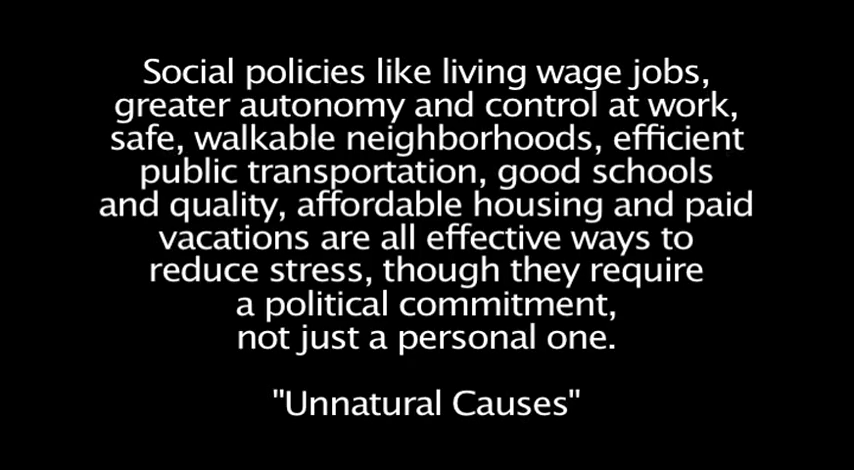 Social policies like living wage jobs,
greater autonomy and control at work,
safe, walkable neighborhoods, efficient
public transportation, good schools
and quality, affordable housing and paid
vacations are all effective ways to
reduce stress, though they require
a political commitment,
not just a personal one.
"Unnatural Causes"